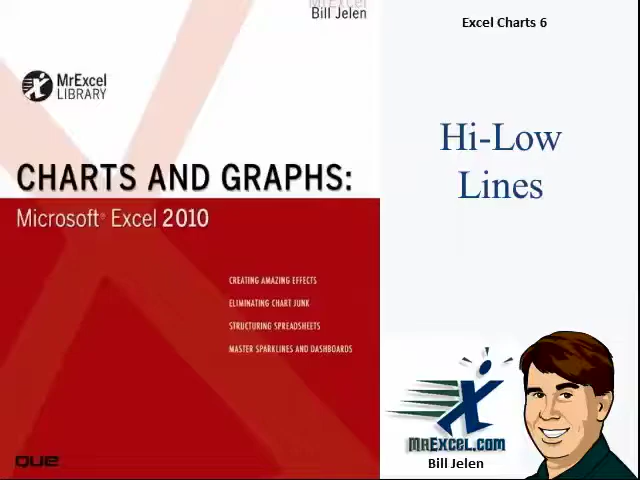 MrExcel
Bill Jelen
MrExcel
LIBRARY
CHARTS AND GRAPHS:
Microsoft® Excel 2010
CREATING AMAZING EFFECTS
ELIMINATING CHART JUNK
STRUCTURING SPREADSHEETS
MASTER SPARKLINES AND DASHBOARDS
QUE
Excel Charts 6
Hi-Low
Lines
MREXCEL.COM
Bill Jelen